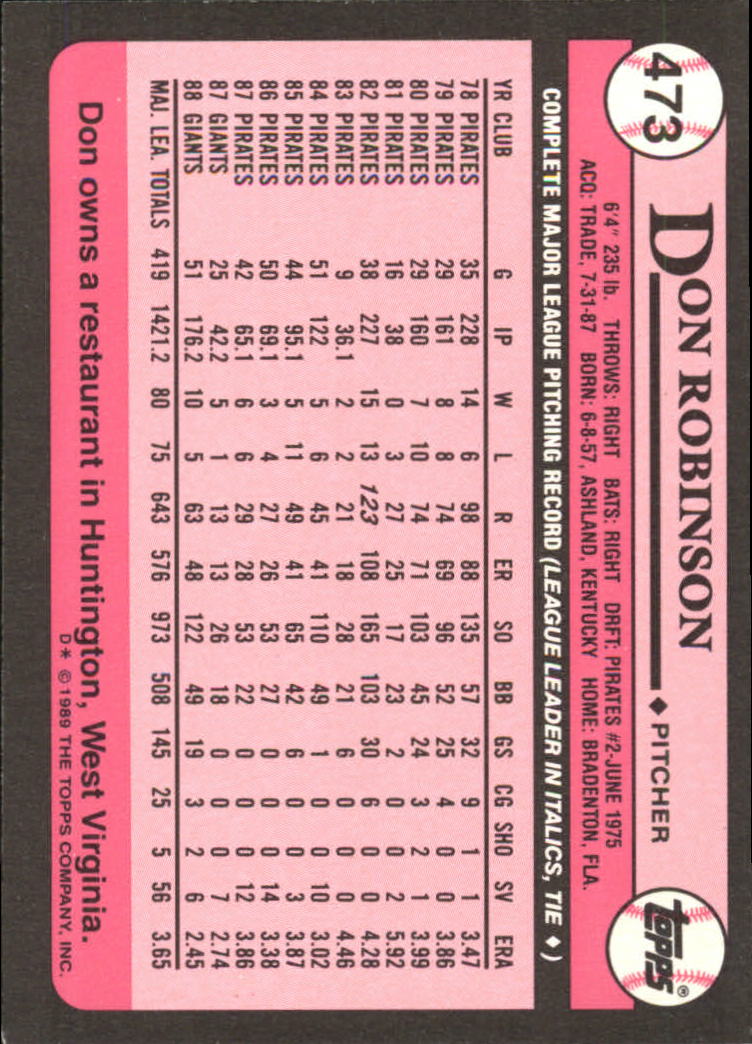 473
DON ROBINSON ♦ PITCHER
topps®
6'4" 235 lb. THROWS: RIGHT BATS: RIGHT DRFT: PIRATES #2-JUNE 1975
ACQ: TRADE, 7-31-87 BORN: 6-8-57, ASHLAND, KENTUCKY HOME: BRADENTON, FLA.
COMPLETE MAJOR LEAGUE PITCHING RECORD (LEAGUE LEADER IN ITALICS, TIE ♦)
YR CLUB G IP W L R ER SO BB GS CG SHO SV ERA
78 PIRATES 35 228 14 6 98 88 135 57 32 9 1 1 3.47
79 PIRATES 29 161 8 8 74 69 96 52 25 4 0 0 3.86
80 PIRATES 29 160 7 10 74 71 103 45 24 3 2 1 3.99
81 PIRATES 16 38 0 3 27 25 17 23 2 0 0 2 5.92
82 PIRATES 38 227 15 13 123 108 165 103 30 6 0 0 4.28
83 PIRATES 9 36.1 2 2 21 18 28 21 6 0 0 0 4.46
84 PIRATES 51 122 5 6 45 41 110 49 1 0 0 10 3.02
85 PIRATES 44 95.1 5 11 49 41 65 42 6 0 0 3 3.87
86 PIRATES 50 69.1 3 4 27 26 53 27 0 0 0 14 3.38
87 PIRATES 42 65.1 6 6 29 28 53 22 0 0 0 12 3.86
87 GIANTS 25 42.2 5 1 13 13 26 18 0 0 0 7 2.74
88 GIANTS 51 176.2 10 5 63 48 122 49 19 3 2 6 2.45
MAJ. LEA. TOTALS 419 1421.2 80 75 643 576 973 508 145 25 5 56 3.65
Don owns a restaurant in Huntington, West Virginia.
D* ©1989 THE TOPPS COMPANY, INC.